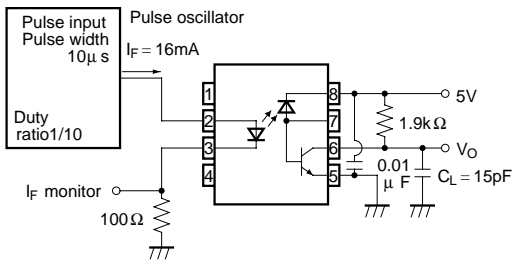 Pulse input
Pulse width
10μ s
Duty
ratio1/10
Pulse oscillator
IF = 16mA
1
2
3
4
8
7
6
5
5V
1.9kΩ
VO
0.01
μ F
CL = 15pF
IF monitor
100Ω